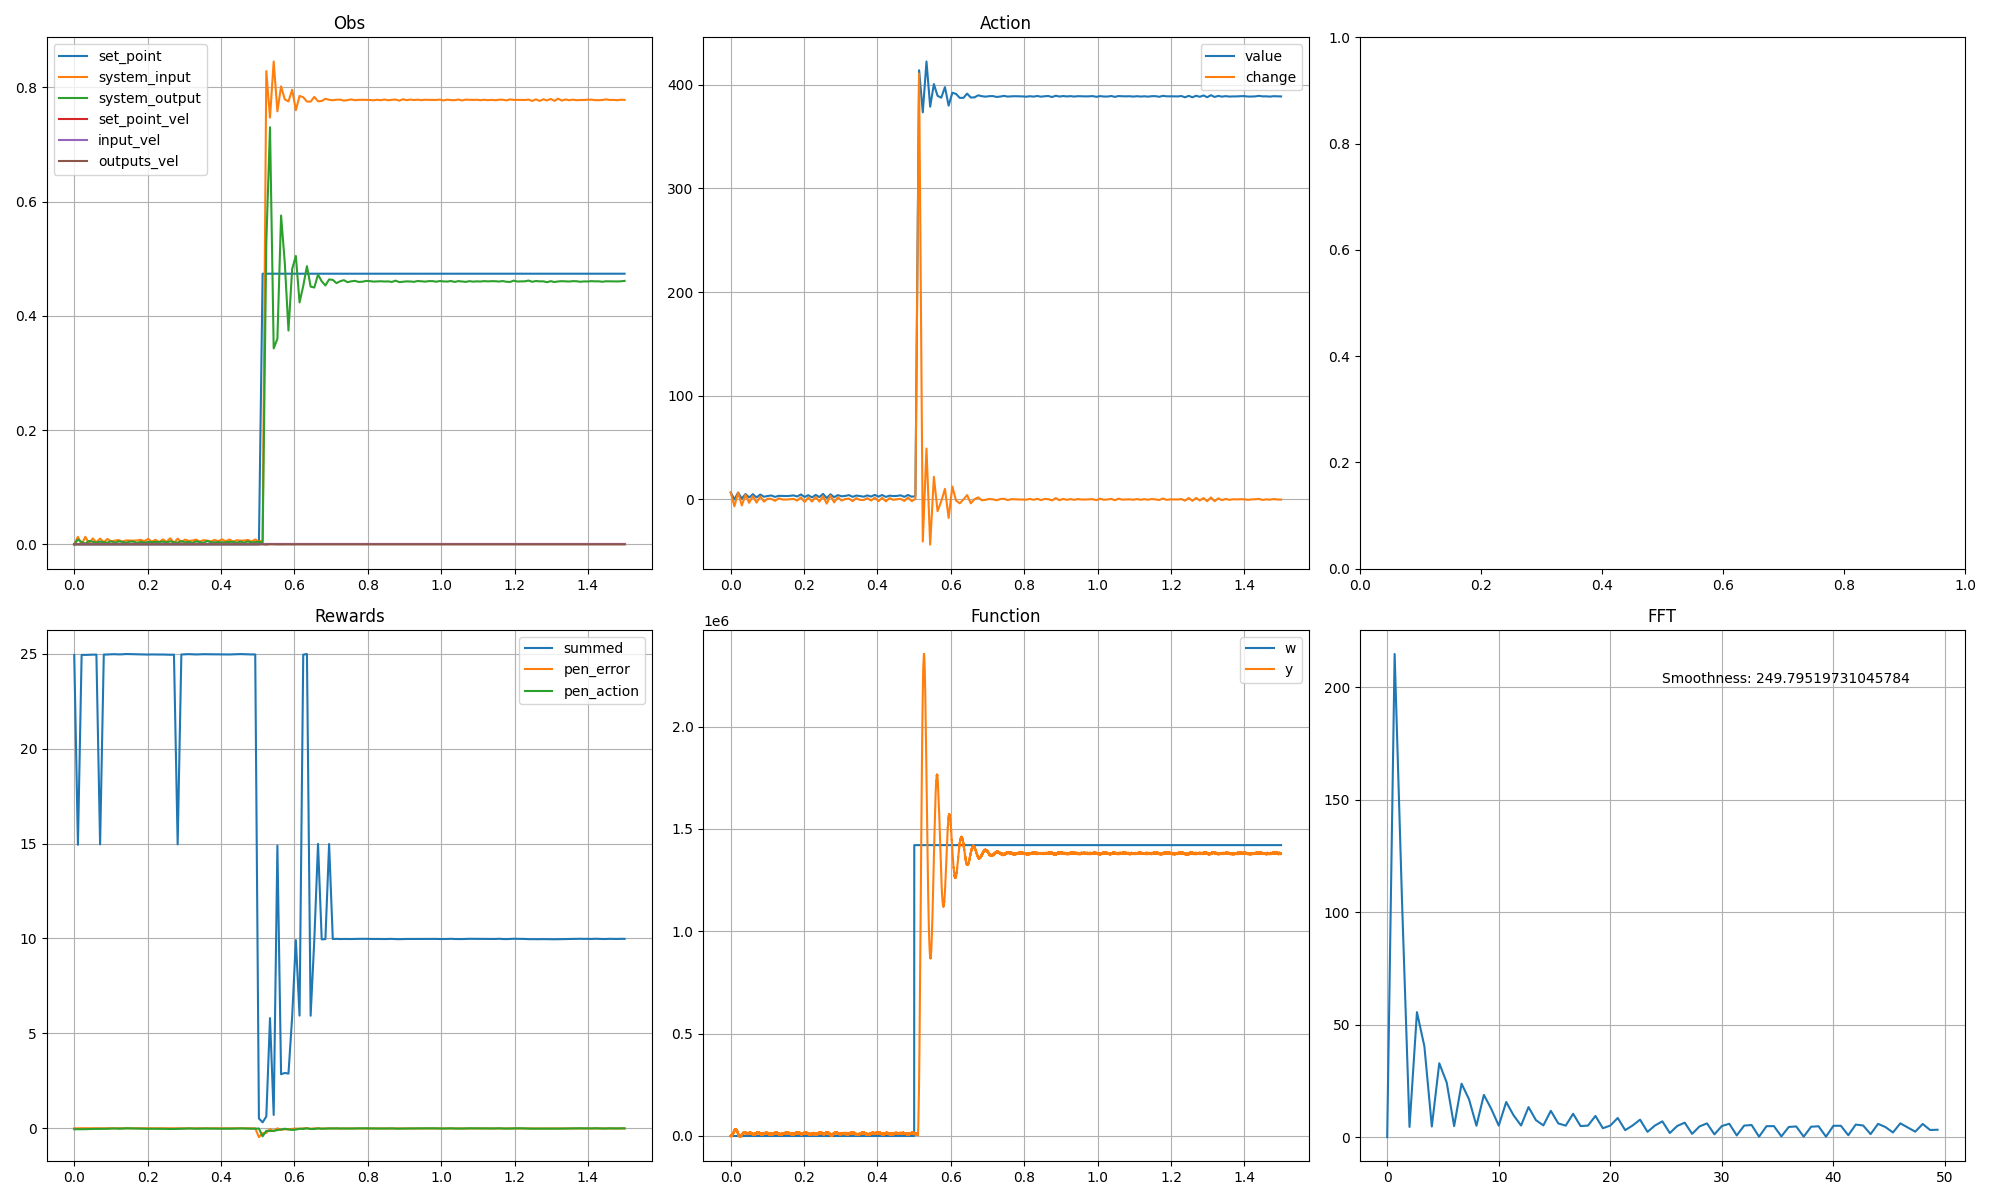 Obs
set_point
system_input
system_output
set_point_vel
input_vel
outputs_vel
0.8
0.6
0.4
0.2
0.0
0.0 0.2 0.4 0.6 0.8 1.0 1.2 1.4
Action
value
change
400
300
200
100
0
0.0 0.2 0.4 0.6 0.8 1.0 1.2 1.4
1.0
0.8
0.6
0.4
0.2
0.0
0.0 0.2 0.4 0.6 0.8 1.0
Rewards
summed
pen_error
pen_action
25
20
15
10
5
0
0.0 0.2 0.4 0.6 0.8 1.0 1.2 1.4
Function
1e6
w
y
2.0
1.5
1.0
0.5
0.0
0.0 0.2 0.4 0.6 0.8 1.0 1.2 1.4
FFT
Smoothness: 249.79519731045784
200
150
100
50
0
0 10 20 30 40 50